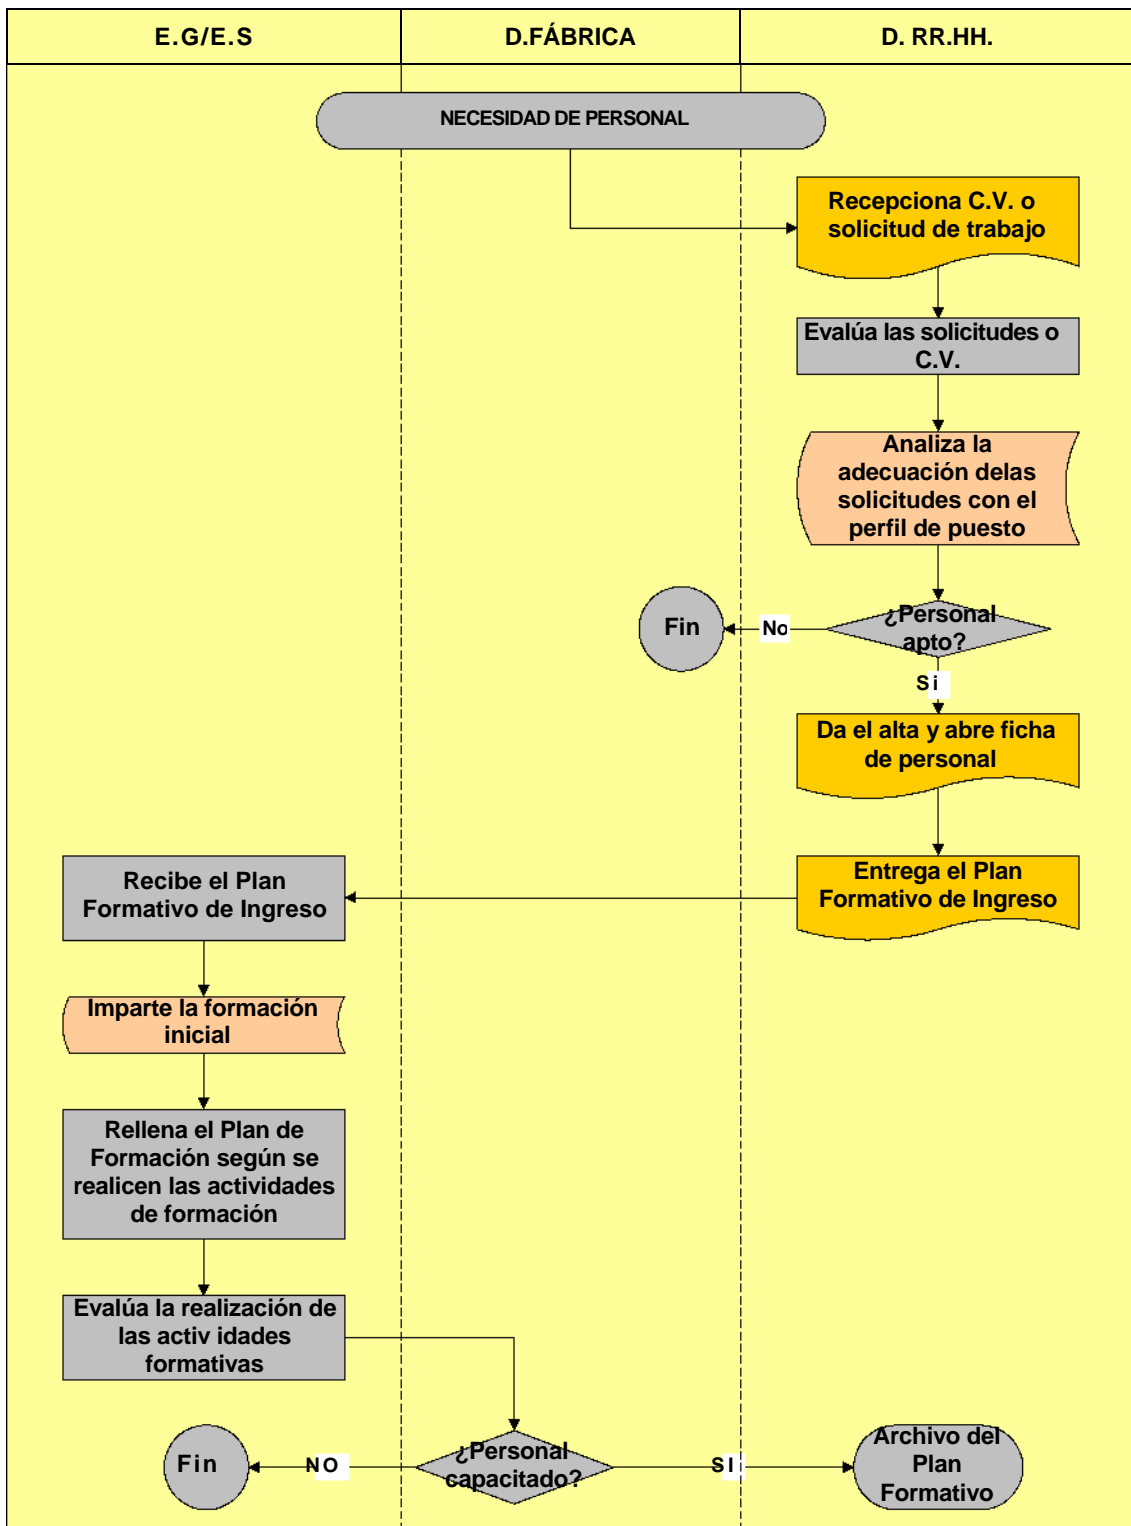 E.G/E.S
D.FÁBRICA
D. RR.HH.
NECESIDAD DE PERSONAL
Recepciona C.V. o
solicitud de trabajo
Evalúa las solicitudes o
C.V.
Analiza la
adecuación delas
solicitudes con el
perfil de puesto
¿Personal
apto?
No
Fin
Si
Da el alta y abre ficha
de personal
Entrega el Plan
Formativo de Ingreso
Recibe el Plan
Formativo de Ingreso
Imparte la formación
inicial
Rellena el Plan de
Formación según se
realicen las actividades
de formación
Evalúa la realización de
las activ idades
formativas
¿Personal
capacitado?
NO
Fin
SI
Archivo del
Plan
Formativo